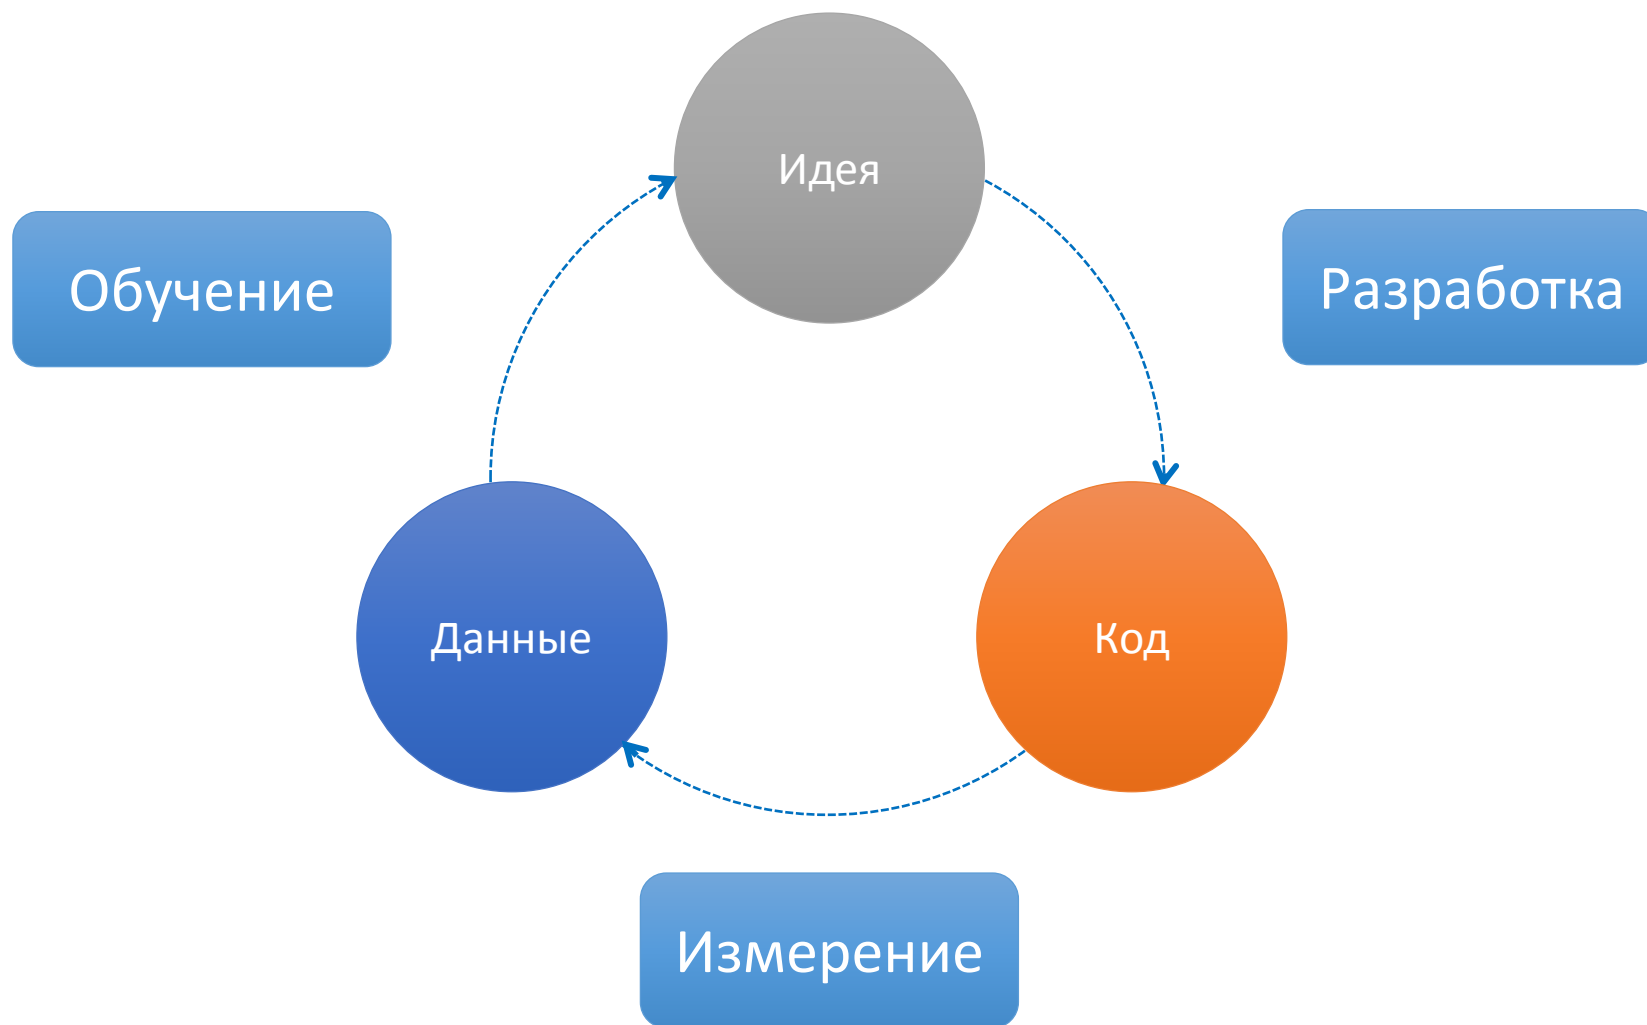 Идея
Обучение
Разработка
Данные
Код
Измерение